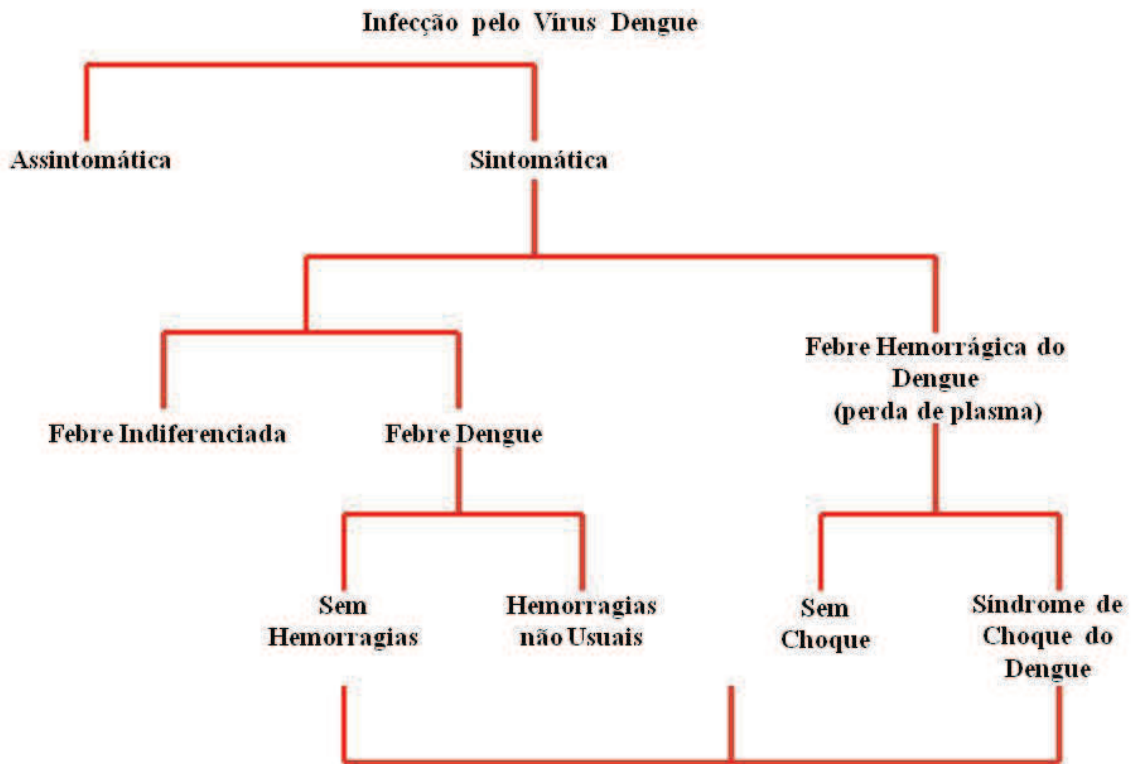 Infecção pelo Vírus Dengue
Assintomática
Sintomática
Febre Indiferenciada
Febre Dengue
Febre Hemorrágica do
Dengue
(perda de plasma)
Sem
Hemorragias
Hemorragias
não Usuais
Sem
Choque
Síndrome de
Choque do
Dengue